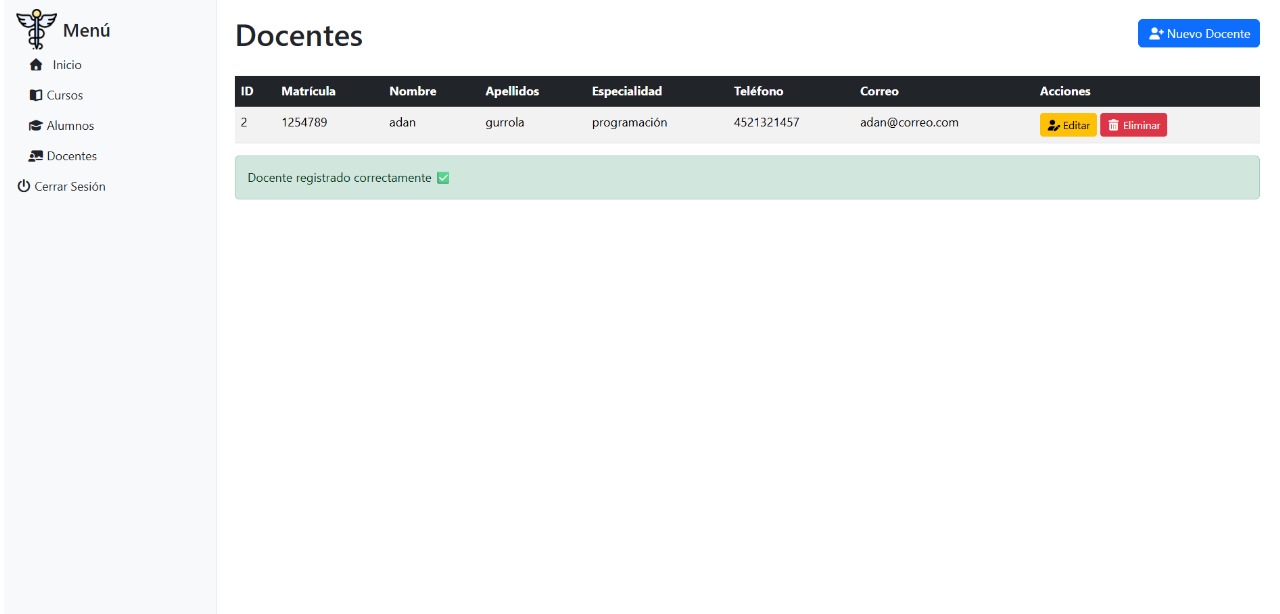 Menú
Inicio
Cursos
Alumnos
Docentes
Cerrar Sesión
Docentes
Nuevo Docente
ID Matrícula Nombre Apellidos Especialidad Teléfono Correo Acciones
2 1254789 adan gurrola programación 4521321457 adan@correo.com Editar Eliminar
Docente registrado correctamente ✅